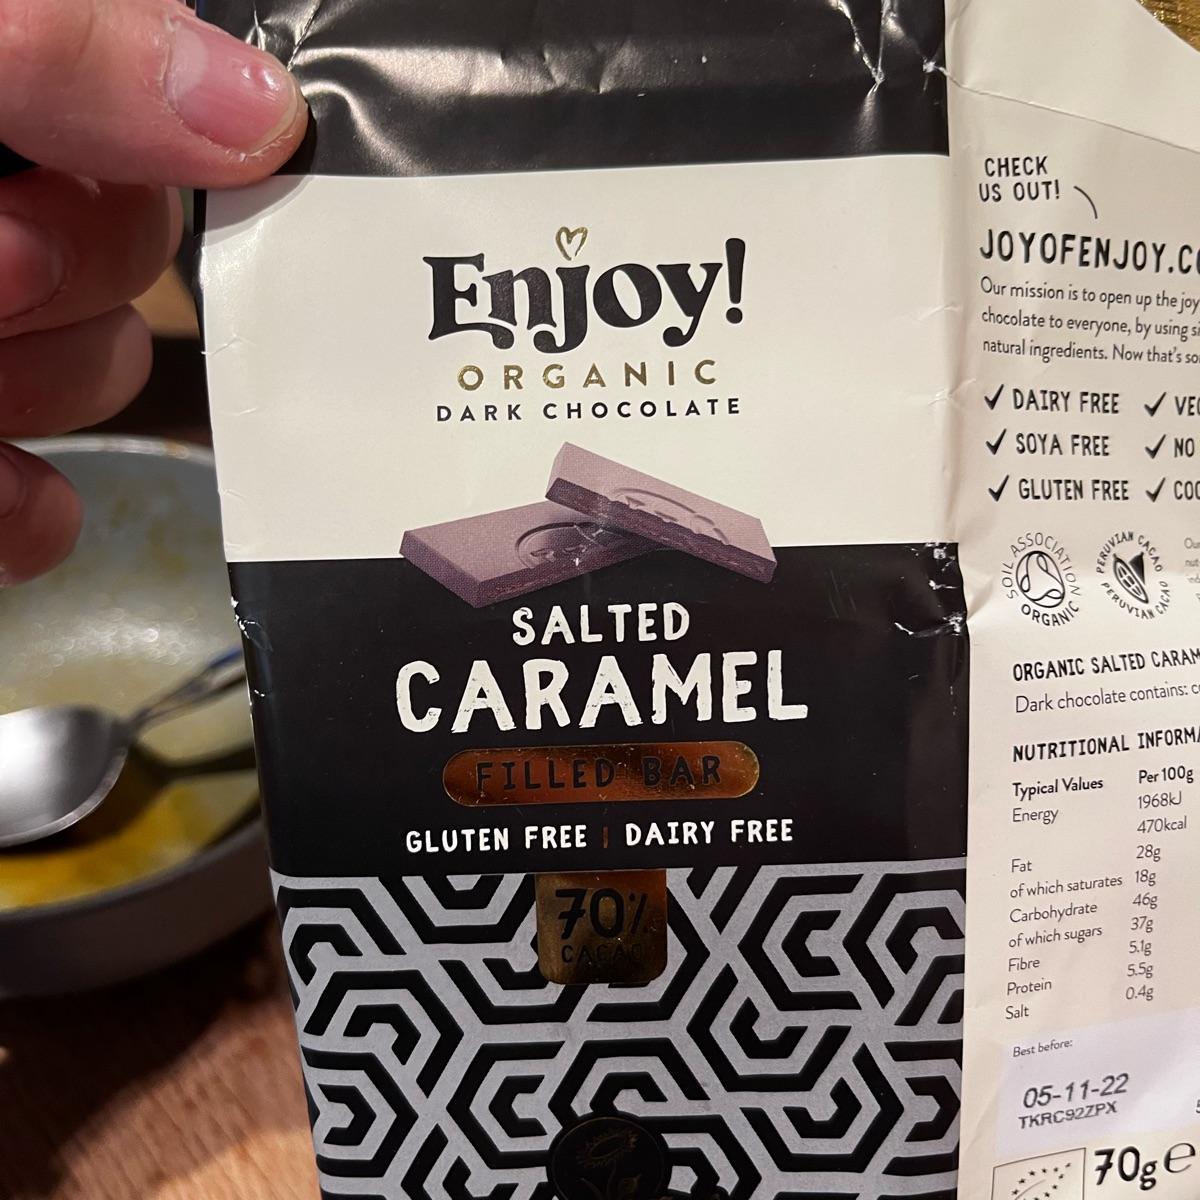 Enjoy!
ORGANIC
DARK CHOCOLATE
SALTED
CARAMEL
FILLED BAR
GLUTEN FREE | DAIRY FREE
70%
CACAO
CHECK
US OUT!
JOYOFENJOY.CO
Our mission is to open up the joy
chocolate to everyone, by using
natural ingredients. Now that's
✓ DAIRY FREE ✓
✓ SOYA FREE ✓ NO
✓ GLUTEN FREE ✓
SOIL ASSOCIATION
ORGANIC
PERUVIAN CACAO
PERUVIAN CACAO
ORGANIC SALTED
Dark chocolate contains:
NUTRITIONAL
Typical Values Per 100g
Energy 1968kJ
470kcal
Fat 28g
of which saturates 18g
Carbohydrate 46g
of which sugars 37g
Fibre 5.1g
Protein 5.5g
Salt 0.4g
Best before:
05-11-22
TKRC92ZPX
70g e